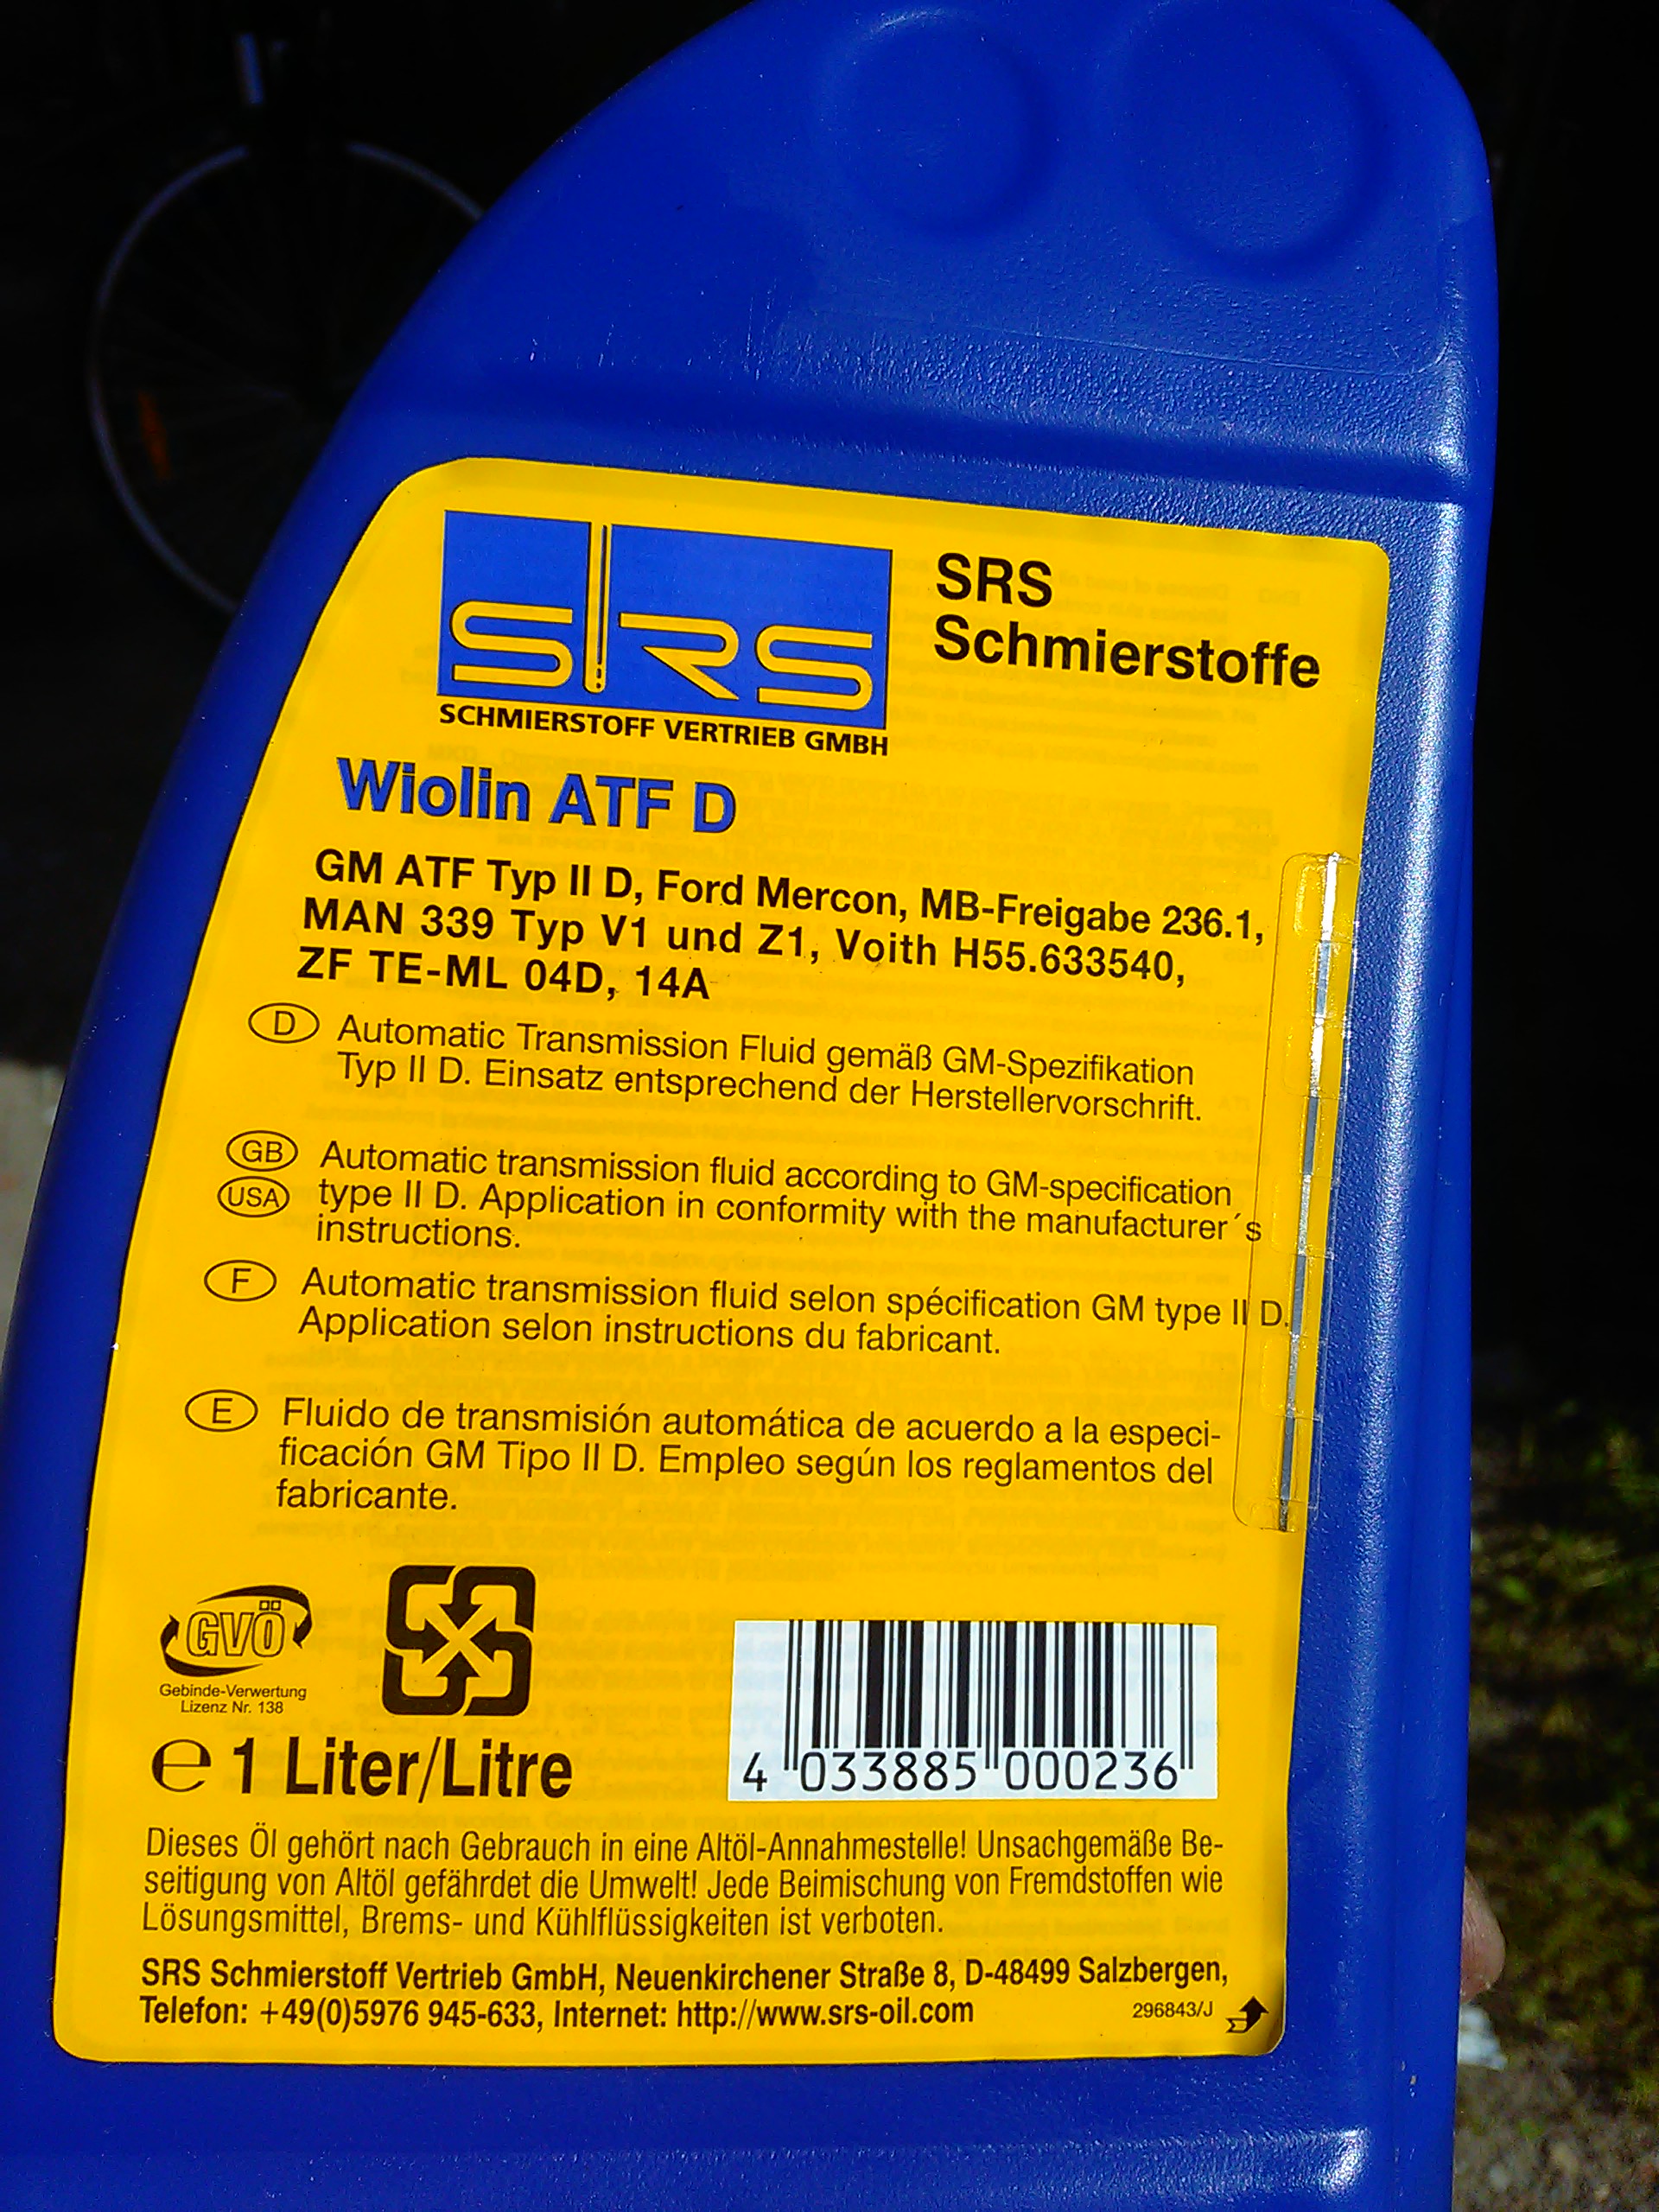 SRS
SCHMIERSTOFF VERTRIEB GMBH
SRS
Schmierstoffe
Wiolin ATF D
GM ATF Typ II D, Ford Mercon, MB-Freigabe 236.1,
MAN 339 Typ V1 und Z1, Voith H55.633540,
ZF TE-ML 04D, 14A
D Automatic Transmission Fluid gemäß GM-Spezifikation
Typ II D. Einsatz entsprechend der Herstellervorschrift.
GB Automatic transmission fluid according to GM-specification
USA type II D. Application in conformity with the manufacturer´s
instructions.
F Automatic transmission fluid selon spécification GM type II D.
Application selon instructions du fabricant.
E Fluido de transmisión automática de acuerdo a la especi-
ficación GM Tipo II D. Empleo según los reglamentos del
fabricante.
GVÖ
Gebinde-Verwertung
Lizenz Nr. 138
℮ 1 Liter/Litre
4 033885 000236
Dieses Öl gehört nach Gebrauch in eine Altöl-Annahmestelle! Unsachgemäße Be-
seitigung von Altöl gefährdet die Umwelt! Jede Beimischung von Fremdstoffen wie
Lösungsmittel, Brems- und Kühlflüssigkeiten ist verboten.
SRS Schmierstoff Vertrieb GmbH, Neuenkirchener Straße 8, D-48499 Salzbergen,
Telefon: +49(0)5976 945-633, Internet: http://www.srs-oil.com
296843/J